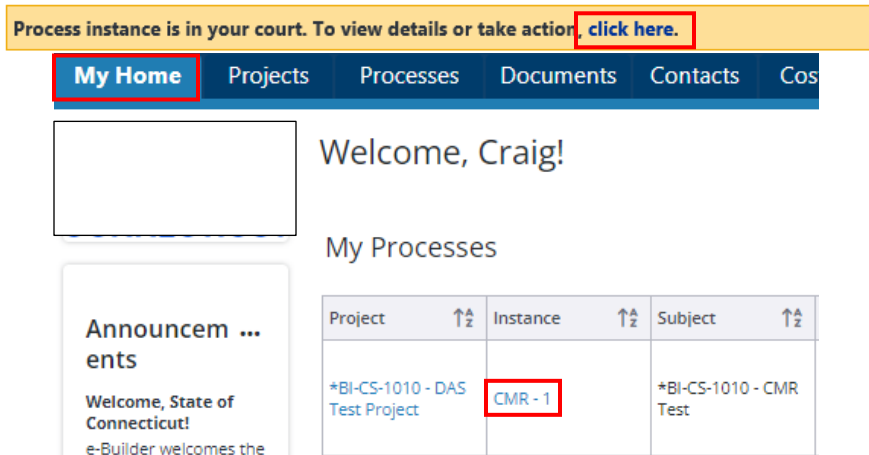 Process instance is in your court. To view details or take action, click here.
My Home Projects Processes Documents Contacts Cos
Welcome, Craig!
My Processes
Announcem ...
ents
Welcome, State of
Connecticut!
e-Builder welcomes the
Project Instance Subject
*BI-CS-1010 - DAS
Test Project
CMR - 1
*BI-CS-1010 - CMR
Test